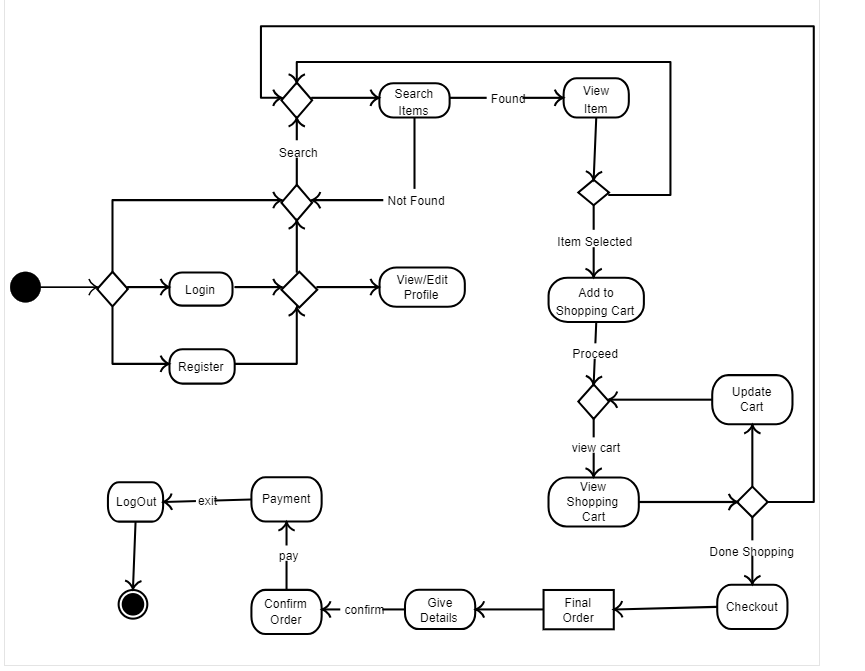 Search
Items
Found
View
Item
Search
Not Found
Item Selected
Login
View/Edit
Profile
Add to
Shopping Cart
Register
Proceed
Update
Cart
view cart
LogOut
exit
Payment
View
Shopping
Cart
pay
Done Shopping
Confirm
Order
confirm
Give
Details
Final
Order
Checkout